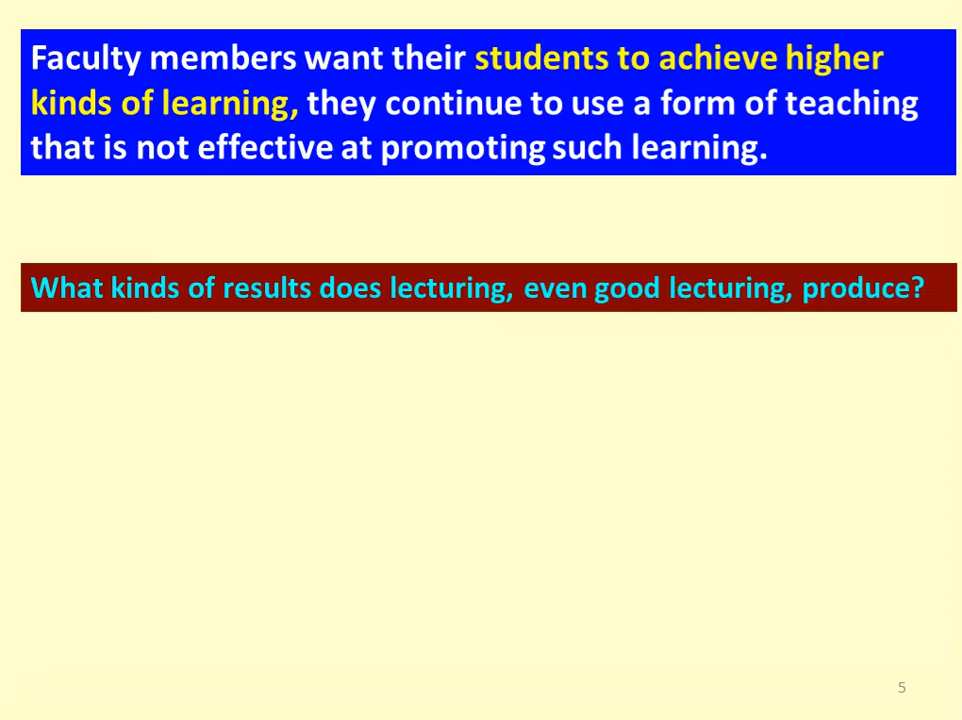 Faculty members want their students to achieve higher
kinds of learning, they continue to use a form of teaching
that is not effective at promoting such learning.
What kinds of results does lecturing, even good lecturing, produce?
5